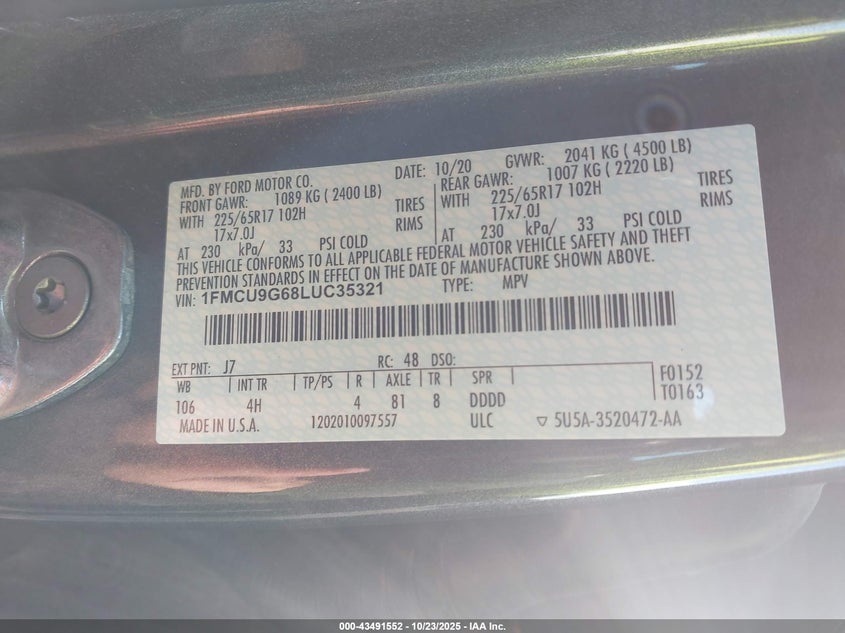 MFD. BY FORD MOTOR CO. DATE: 10/20 GVWR: 2041 KG ( 4500 LB)
FRONT GAWR: 1089 KG ( 2400 LB) REAR GAWR: 1007 KG ( 2220 LB)
WITH 225/65R17 102H TIRES WITH 225/65R17 102H TIRES
17x7.0J RIMS 17x7.0J RIMS
AT 230 kPa/ 33 PSI COLD AT 230 kPa/ 33 PSI COLD
THIS VEHICLE CONFORMS TO ALL APPLICABLE FEDERAL MOTOR VEHICLE SAFETY AND THEFT
PREVENTION STANDARDS IN EFFECT ON THE DATE OF MANUFACTURE SHOWN ABOVE.
VIN: 1FMCU9G68LUC35321 TYPE: MPV
EXT PNT: J7 RC: 48 DSO:
WB INT TR TP/PS R AXLE TR SPR F0152
106 4H 4 81 8 DDDD T0163
MADE IN U.S.A. 1202010097557 ULC ▽ 5U5A-3520472-AA
000-43491552 - 10/23/2025 - IAA Inc.